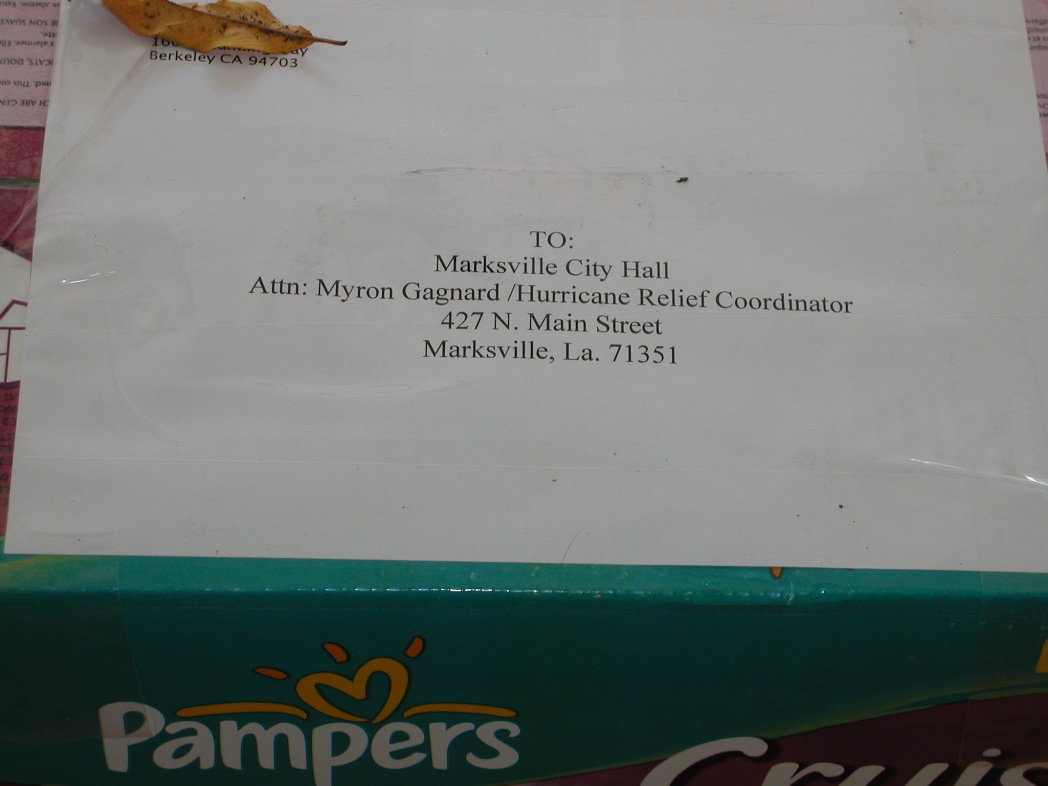 Berkeley CA 94703
TO:
Marksville City Hall
Attn: Myron Gagnard /Hurricane Relief Coordinator
427 N. Main Street
Marksville, La. 71351
Pampers